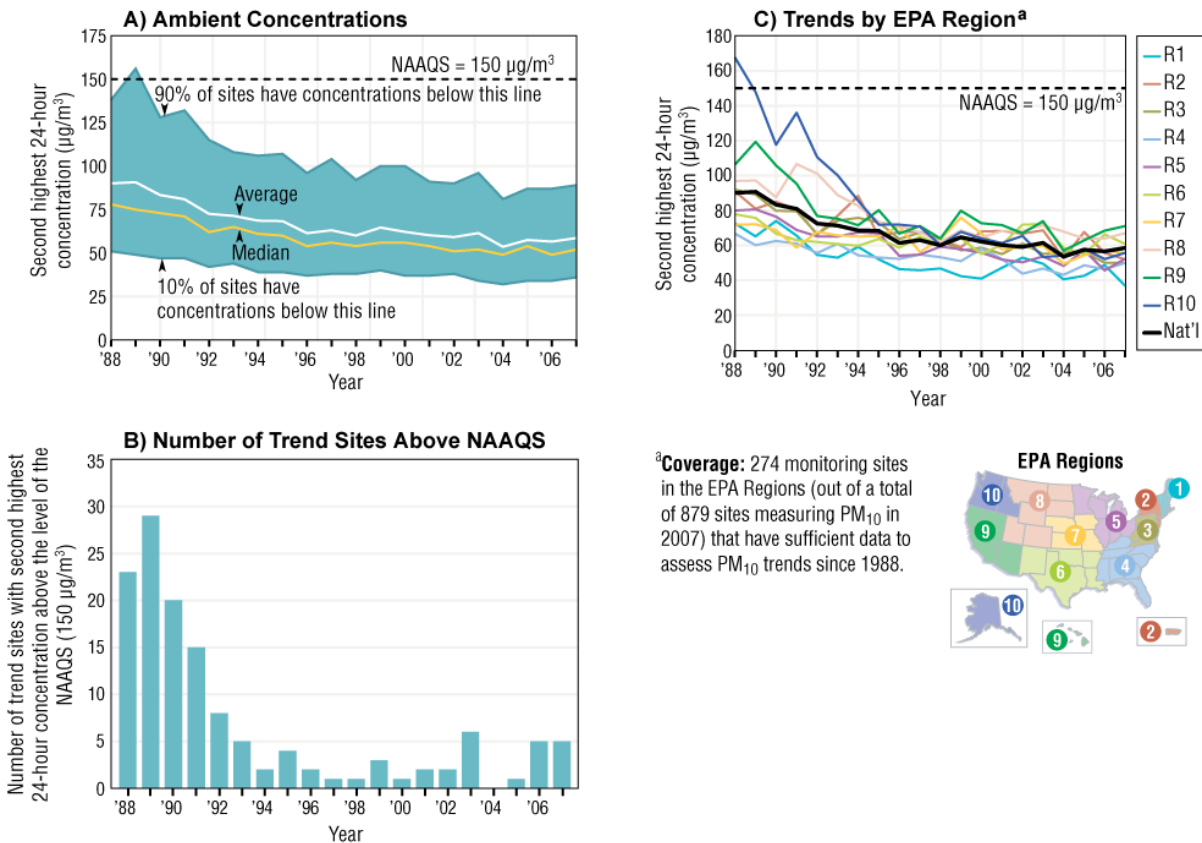 A) Ambient Concentrations
Second highest 24-hour
concentration (µg/m³)
175
150
125
100
75
50
25
0
NAAQS = 150 µg/m³
90% of sites have concentrations below this line
Average
Median
10% of sites have
concentrations below this line
'88
'90
'92
'94
'96
'98
'00
'02
'04
'06
Year
C) Trends by EPA Regionᵃ
Second highest 24-hour
concentration (µg/m³)
180
160
140
120
100
80
60
40
20
0
NAAQS = 150 µg/m³
'88
'90
'92
'94
'96
'98
'00
'02
'04
'06
Year
R1
R2
R3
R4
R5
R6
R7
R8
R9
R10
Nat'l
B) Number of Trend Sites Above NAAQS
Number of trend sites with second highest
24-hour concentration above the level of the
NAAQS (150 µg/m³)
35
30
25
20
15
10
5
0
'88
'90
'92
'94
'96
'98
'00
'02
'04
'06
Year
ᵃCoverage: 274 monitoring sites
in the EPA Regions (out of a total
of 879 sites measuring PM₁₀ in
2007) that have sufficient data to
assess PM₁₀ trends since 1988.
EPA Regions
10
8
2
1
5
3
9
7
6
4
10
9
2